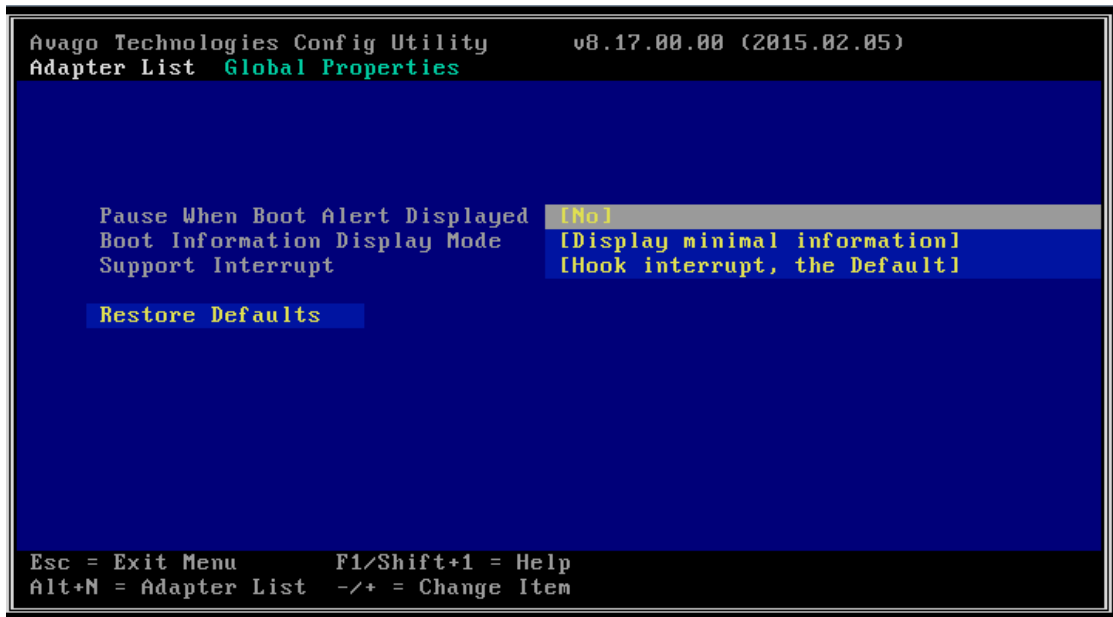 Avago Technologies Config Utility v8.17.00.00 (2015.02.05)
Adapter List Global Properties
Pause When Boot Alert Displayed [No]
Boot Information Display Mode [Display minimal information]
Support Interrupt [Hook interrupt, the Default]
Restore Defaults
Esc = Exit Menu F1/Shift+1 = Help
Alt+N = Adapter List -/+ = Change Item